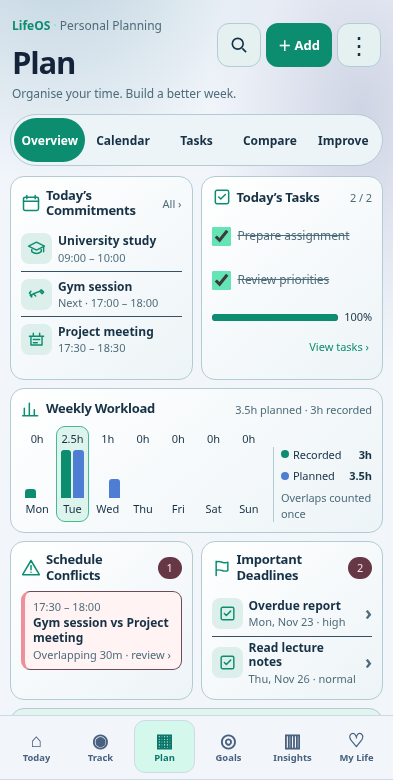 LifeOS Personal Planning
Plan
+ Add
Organise your time. Build a better week.
Overview Calendar Tasks Compare Improve
Today's
Commitments
All ›
University study
09:00 – 10:00
Gym session
Next · 17:00 – 18:00
Project meeting
17:30 – 18:30
Today's Tasks 2 / 2
Prepare assignment
Review priorities
100%
View tasks ›
Weekly Workload 3.5h planned · 3h recorded
0h 2.5h 1h 0h 0h 0h 0h
Mon Tue Wed Thu Fri Sat Sun
Recorded 3h
Planned 3.5h
Overlaps counted
once
Schedule
Conflicts
1
17:30 – 18:00
Gym session vs Project
meeting
Overlapping 30m · review ›
Important
Deadlines
2
Overdue report
Mon, Nov 23 · high
Read lecture
notes
Thu, Nov 26 · normal
Today Track Plan Goals Insights My Life